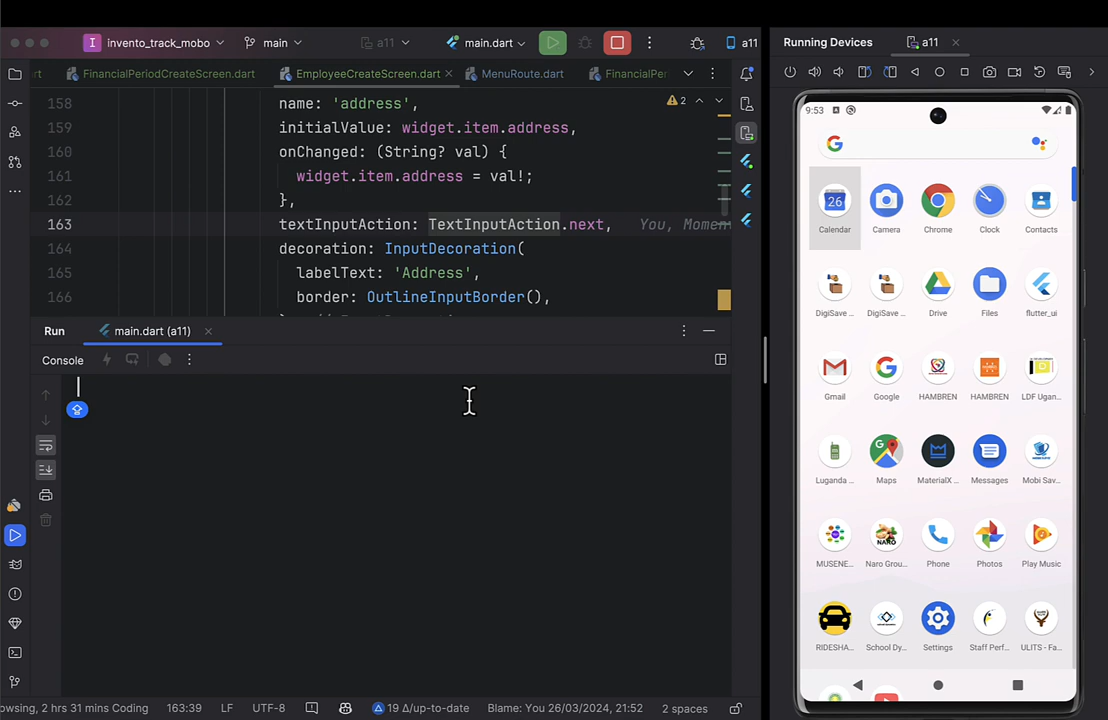 I invento_track_mobo main a11 main.dart a11
Running Devices a11
rt FinancialPeriodCreateScreen.dart EmployeeCreateScreen.dart MenuRoute.dart FinancialPer
158 name: 'address',
159 initialValue: widget.item.address,
160 onChanged: (String? val) {
161 widget.item.address = val!;
162 },
163 textInputAction: TextInputAction.next, You, Momen
164 decoration: InputDecoration(
165 labelText: 'Address',
166 border: OutlineInputBorder(),
2
Run main.dart (a11)
Console
9:53
26
Calendar Camera Chrome Clock Contacts
DigiSave ... DigiSave ... Drive Files flutter_ui
Gmail Google HAMBREN HAMBREN LDF Ugan..
Luganda .. Maps MaterialX .. Messages Mobi Sav..
MUSENE.. Naro Grou.. Phone Photos Play Music
RIDESHA.. School Dy.. Settings Staff Perf.. ULITS - Fa..
owsing, 2 hrs 31 mins Coding 163:39 LF UTF-8 19 Δ/up-to-date Blame: You 26/03/2024, 21:52 2 spaces